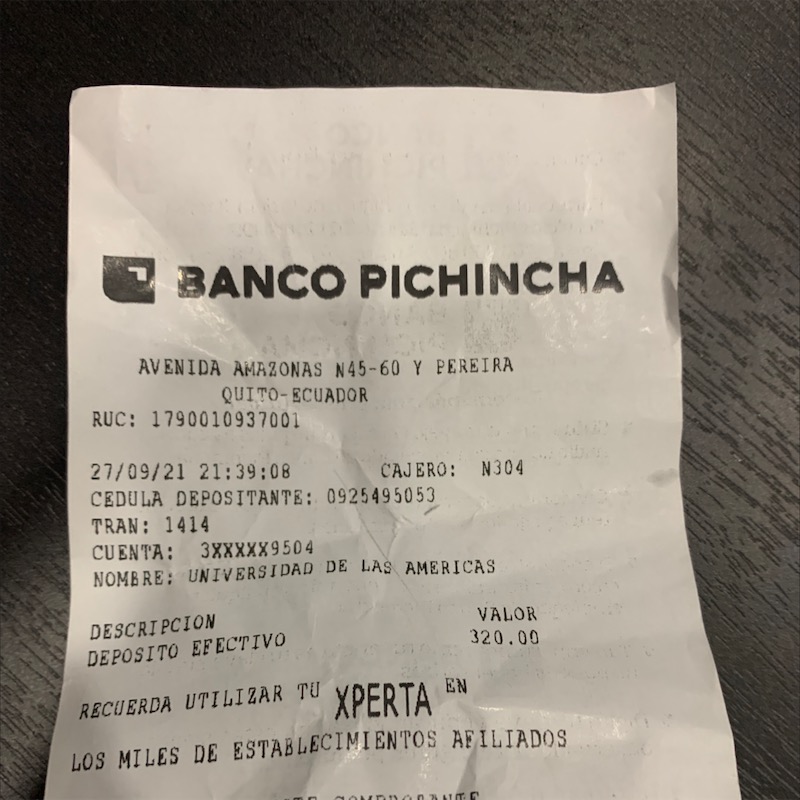 BANCO PICHINCHA
AVENIDA AMAZONAS N45-60 Y PEREIRA
QUITO-ECUADOR
RUC: 1790010937001
27/09/21 21:39:08 CAJERO: N304
CEDULA DEPOSITANTE: 0925495053
TRAN: 1414
CUENTA: 3XXXXX9504
NOMBRE: UNIVERSIDAD DE LAS AMERICAS
DESCRIPCION VALOR
DEPOSITO EFECTIVO 320.00
RECUERDA UTILIZAR TU XPERTA EN
LOS MILES DE ESTABLECIMIENTOS AFILIADOS